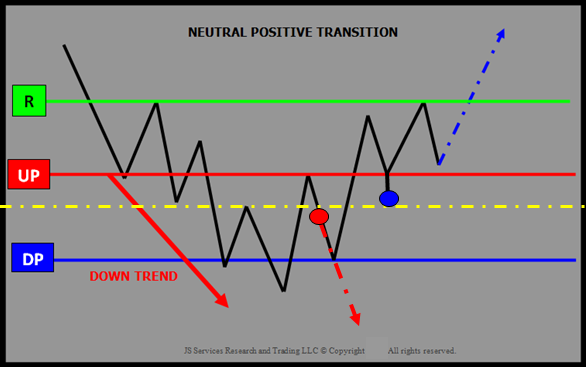 NEUTRAL POSITIVE TRANSITION
R
UP
DP
DOWN TREND
JS Services Research and Trading LLC © Copyright All rights reserved.